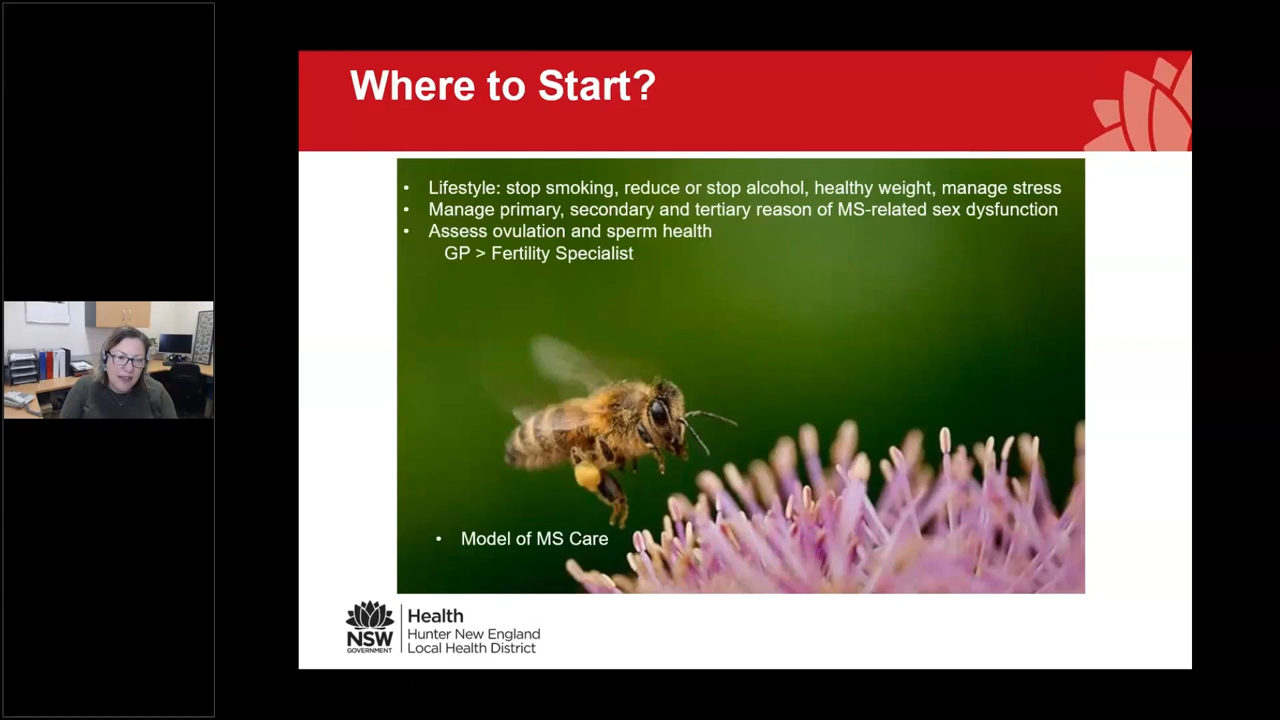 Where to Start?
• Lifestyle: stop smoking, reduce or stop alcohol, healthy weight, manage stress
• Manage primary, secondary and tertiary reason of MS-related sex dysfunction
• Assess ovulation and sperm health
GP > Fertility Specialist
• Model of MS Care
NSW
GOVERNMENT
Health
Hunter New England
Local Health District